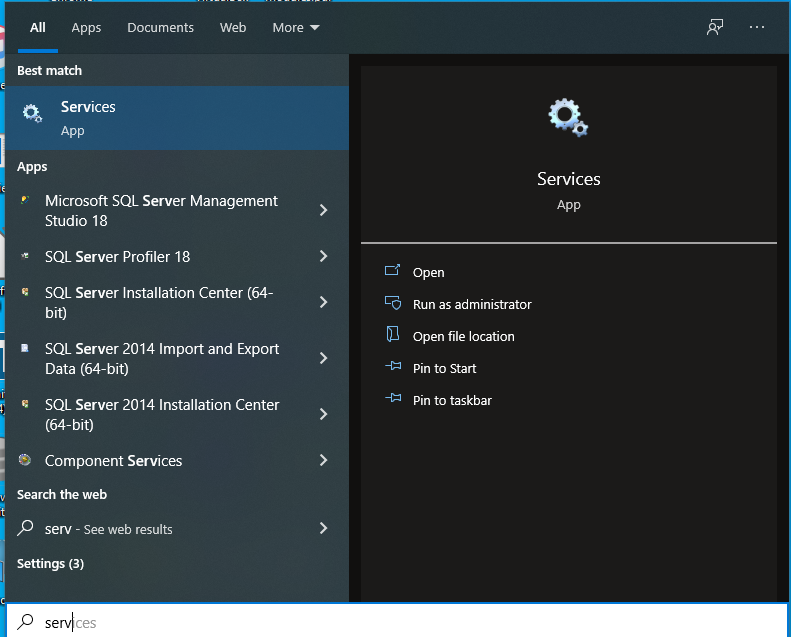 All Apps Documents Web More
Best match
Services
App
Apps
Microsoft SQL Server Management
Studio 18
SQL Server Profiler 18
SQL Server Installation Center (64-
bit)
SQL Server 2014 Import and Export
Data (64-bit)
SQL Server 2014 Installation Center
(64-bit)
Component Services
Search the web
serv - See web results
Settings (3)
services
Services
App
Open
Run as administrator
Open file location
Pin to Start
Pin to taskbar